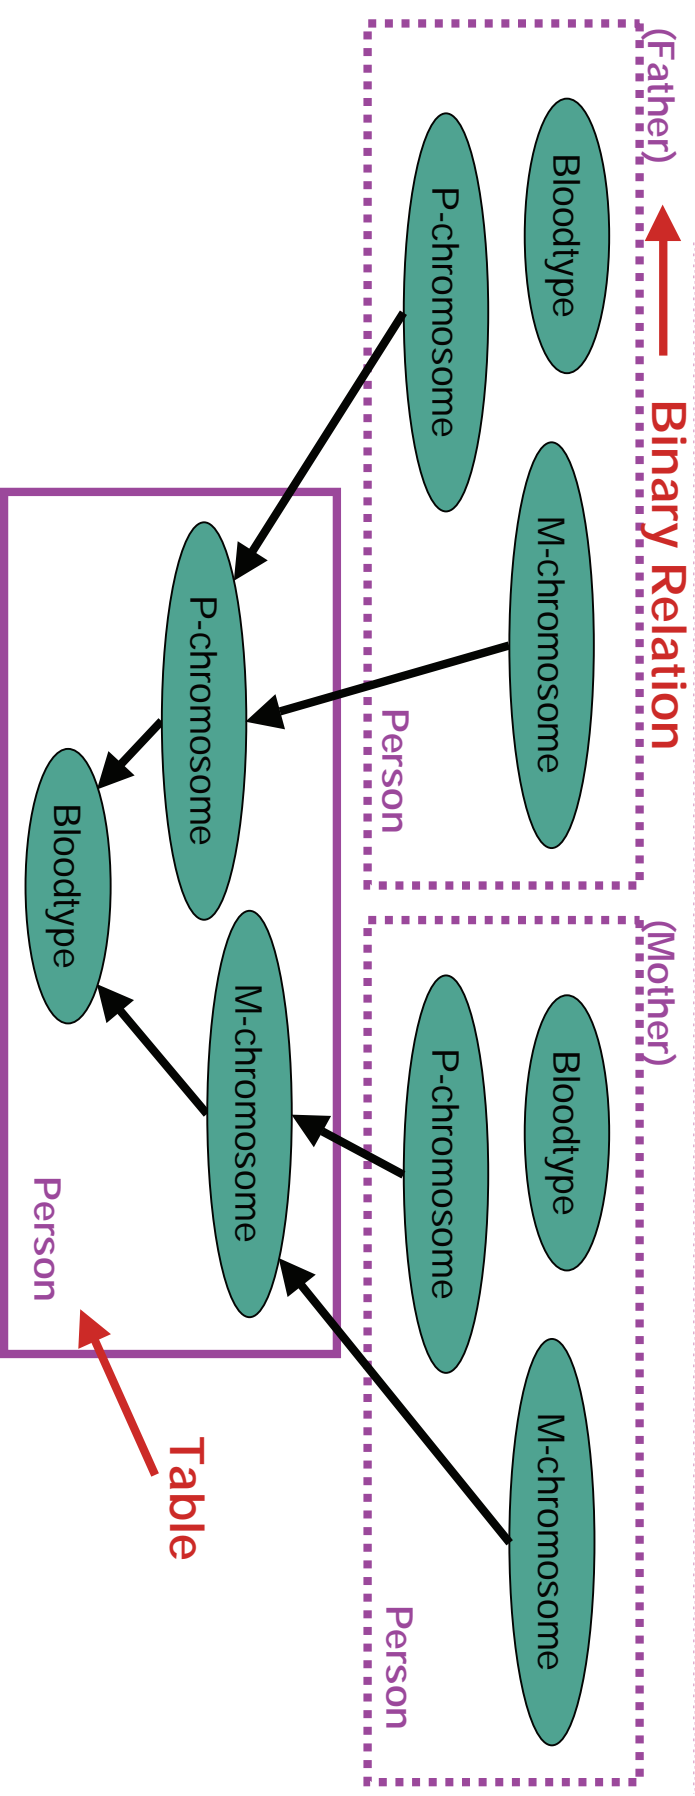 (Father)
Binary Relation
(Mother)
Bloodtype
M-chromosome
Bloodtype
M-chromosome
P-chromosome
P-chromosome
Person
Person
M-chromosome
P-chromosome
Table
Bloodtype
Person